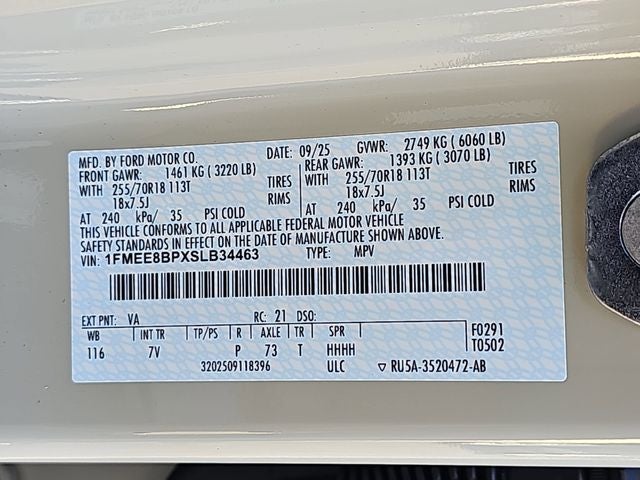 MFD. BY FORD MOTOR CO. DATE: 09/25 GVWR: 2749 KG ( 6060 LB)
FRONT GAWR: 1461 KG ( 3220 LB) REAR GAWR: 1393 KG ( 3070 LB)
WITH 255/70R18 113T TIRES WITH 255/70R18 113T TIRES
18x7.5J RIMS 18x7.5J RIMS
AT 240 kPa/ 35 PSI COLD AT 240 kPa/ 35 PSI COLD
THIS VEHICLE CONFORMS TO ALL APPLICABLE FEDERAL MOTOR VEHICLE
SAFETY STANDARDS IN EFFECT ON THE DATE OF MANUFACTURE SHOWN ABOVE.
VIN: 1FMEE8BPXSLB34463 TYPE: MPV
EXT PNT: VA RC: 21 DSO:
WB INT TR TP/PS R AXLE TR SPR F0291
116 7V P 73 T HHHH T0502
3202509118396 ULC ▽ RU5A-3520472-AB